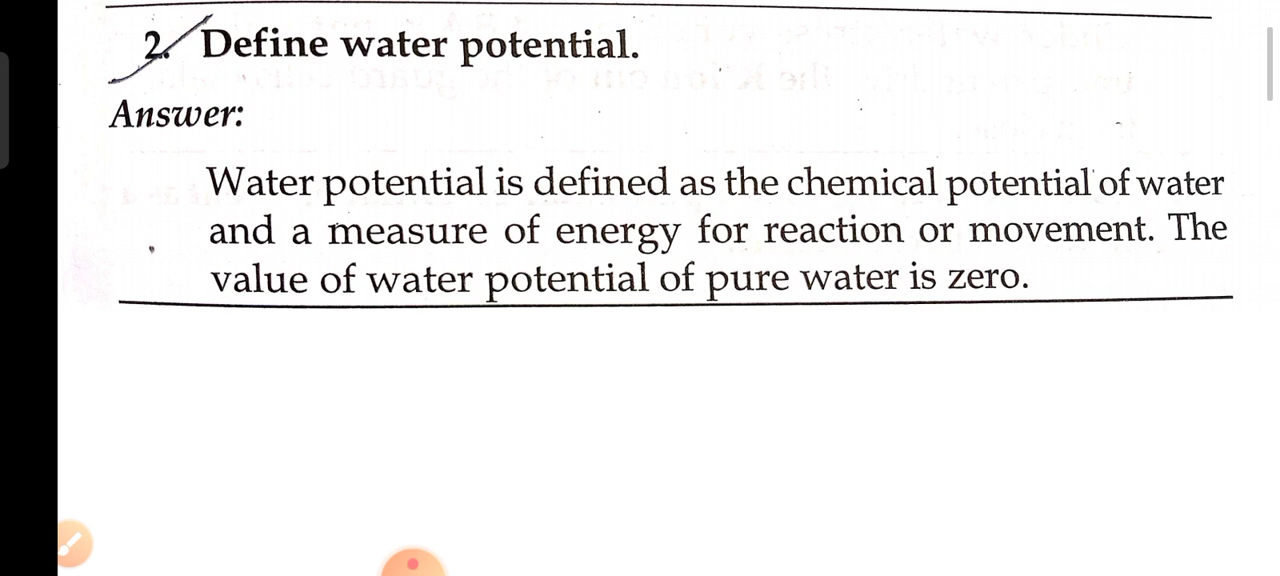 2. Define water potential.
Answer:
Water potential is defined as the chemical potential of water
and a measure of energy for reaction or movement. The
value of water potential of pure water is zero.